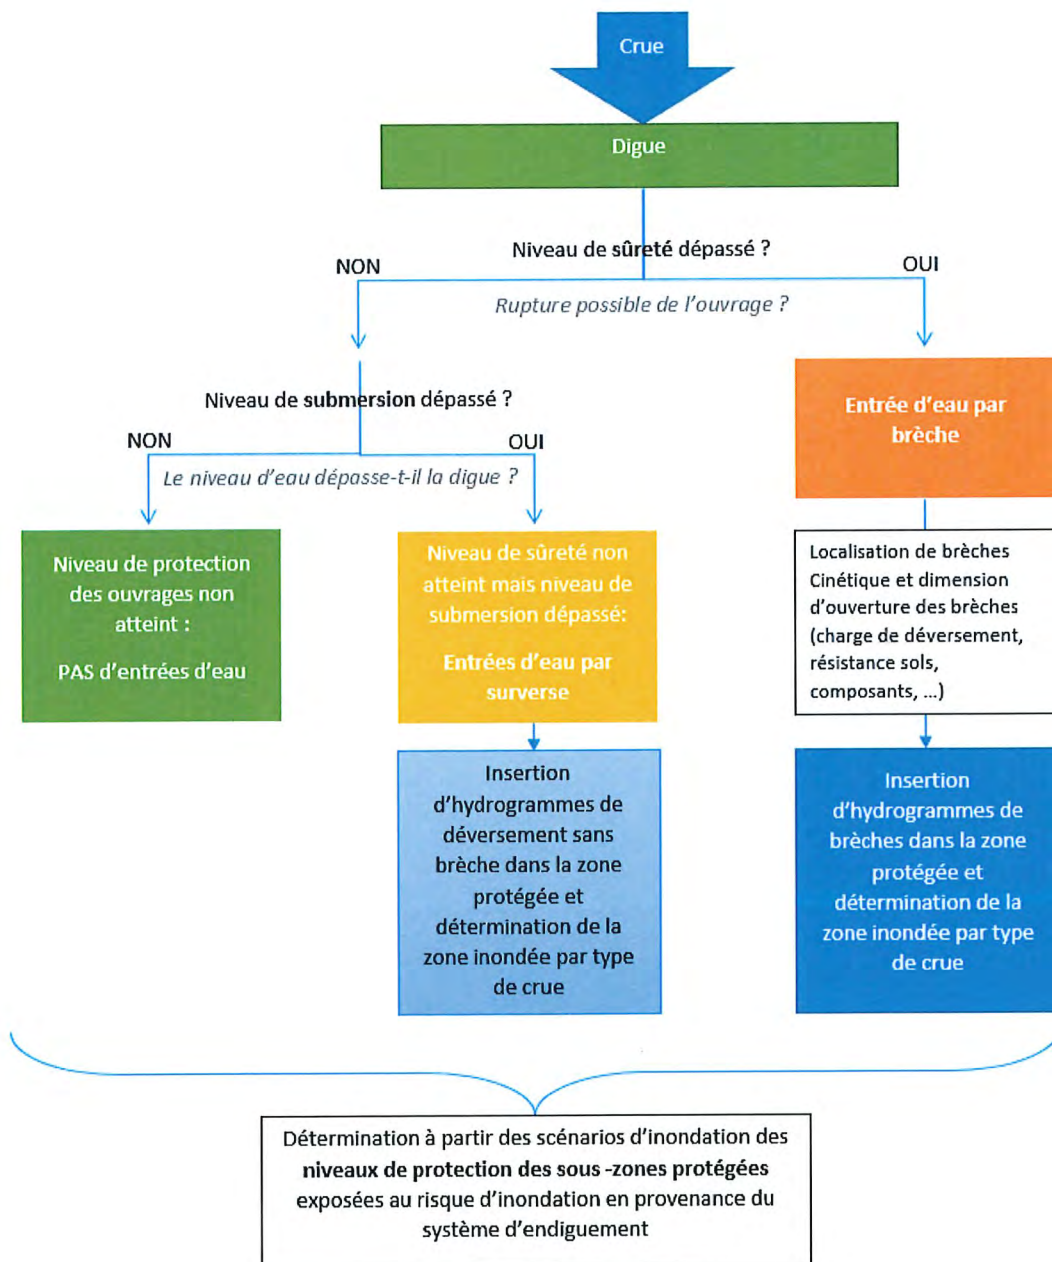 Crue
Digue
Niveau de sûreté dépassé ?
NON
OUI
Rupture possible de l'ouvrage ?
Niveau de submersion dépassé ?
NON
OUI
Le niveau d'eau dépasse-t-il la digue ?
Entrée d'eau par
brèche
Niveau de protection
des ouvrages non
atteint :
PAS d'entrées d'eau
Niveau de sûreté non
atteint mais niveau de
submersion dépassé:
Entrées d'eau par
surverse
Localisation de brèches
Cinétique et dimension
d'ouverture des brèches
(charge de déversement,
résistance sols,
composants, ...)
Insertion
d'hydrogrammes de
déversement sans
brèche dans la zone
protégée et
détermination de la
zone inondée par type
de crue
Insertion
d'hydrogrammes de
brèches dans la zone
protégée et
détermination de la
zone inondée par type
de crue
Détermination à partir des scénarios d'inondation des
niveaux de protection des sous -zones protégées
exposées au risque d'inondation en provenance du
système d'endiguement